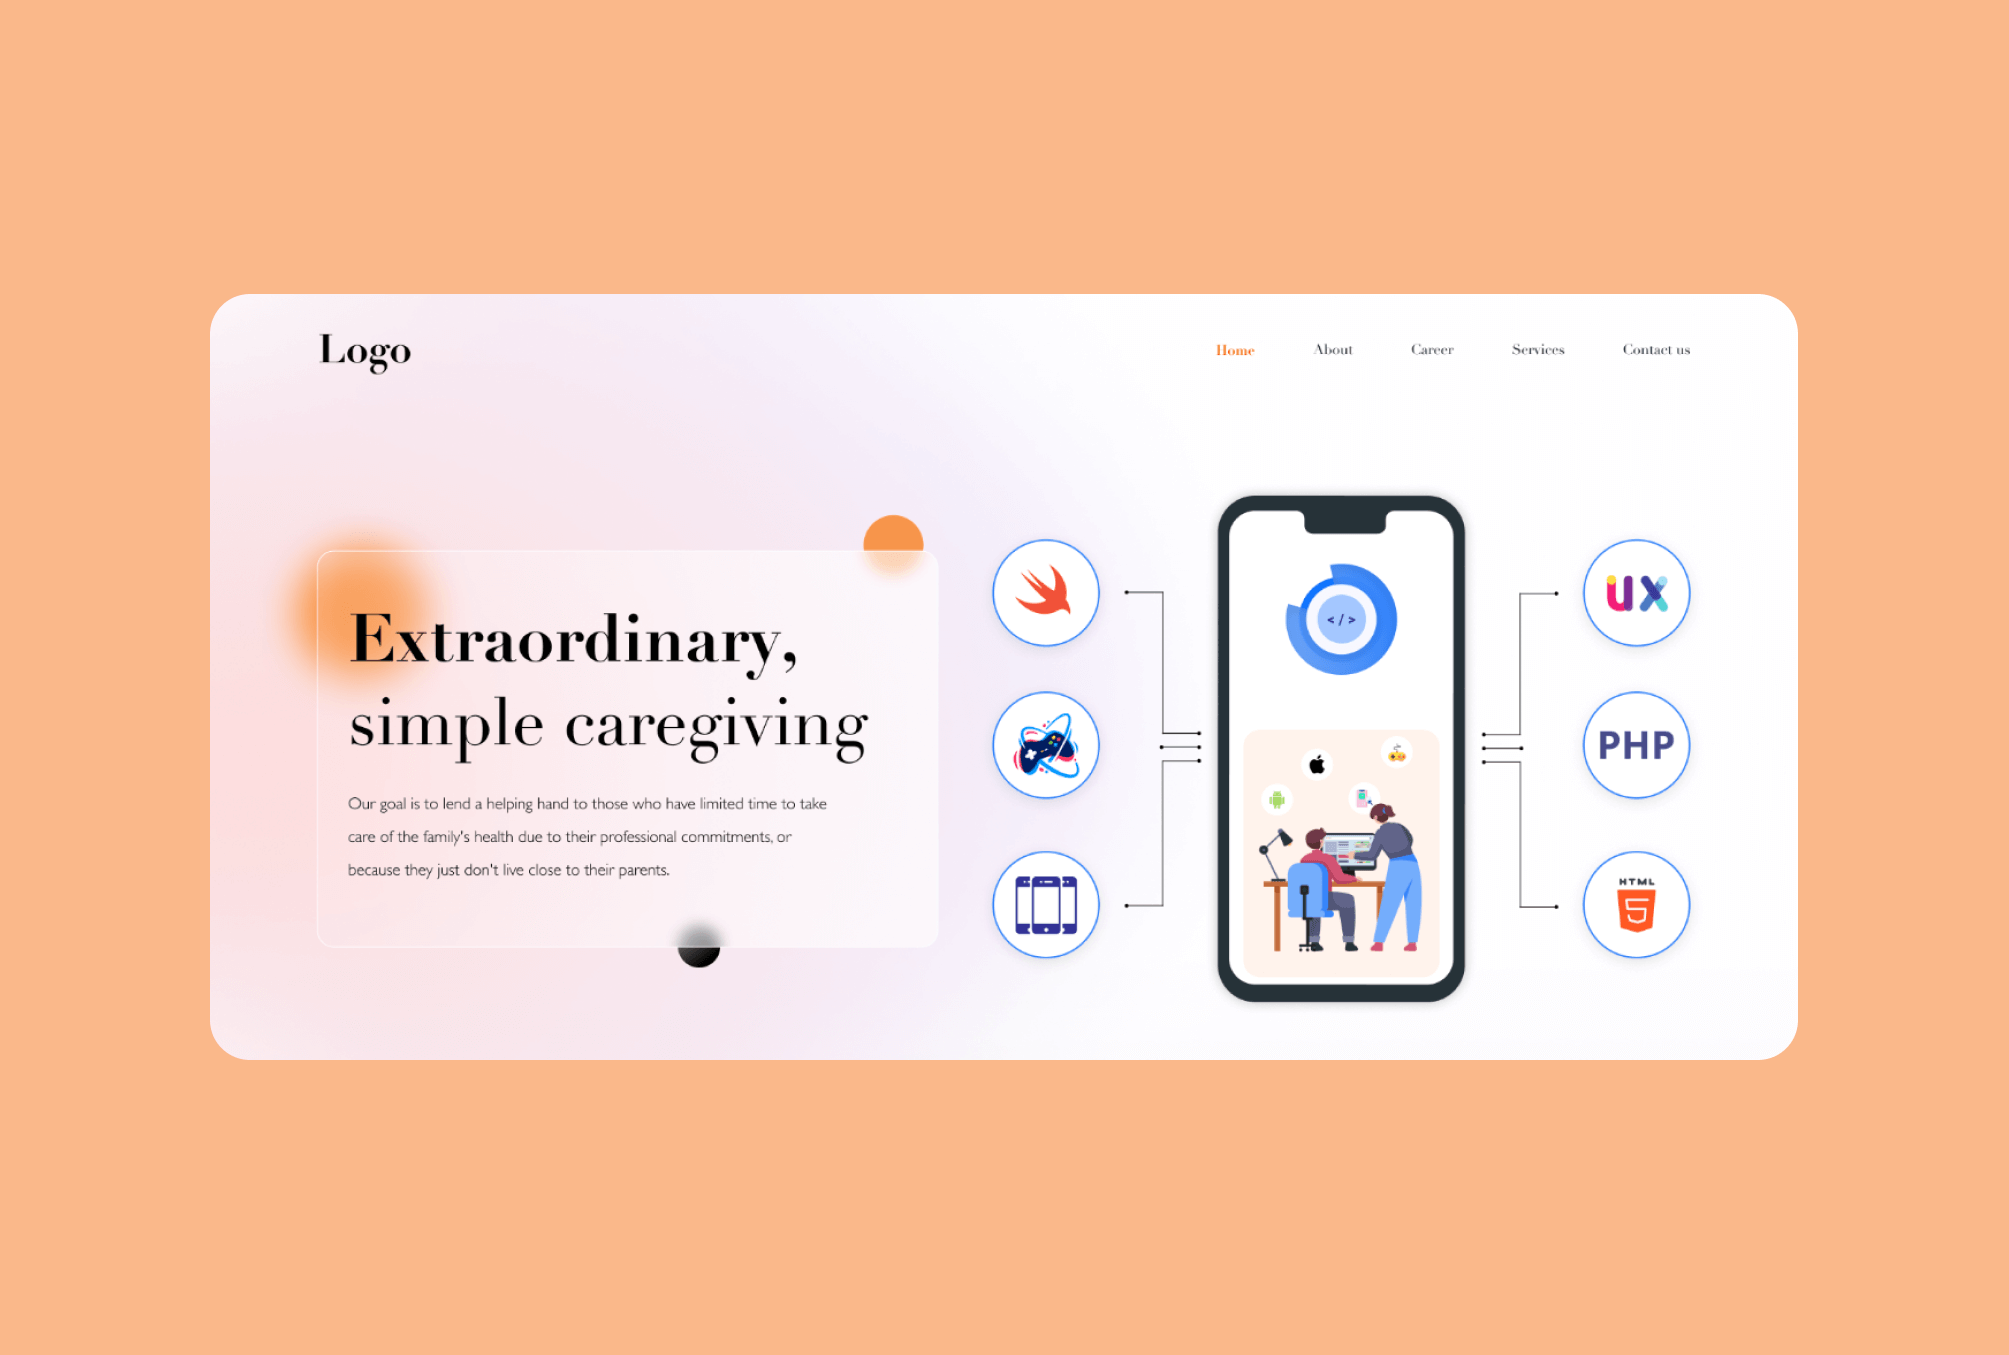 Logo
Home About Career Services Contact us
Extraordinary,
simple caregiving
Our goal is to lend a helping hand to those who have limited time to take
care of the family's health due to their professional commitments, or
because they just don't live close to their parents.
</>
UX
PHP
HTML
5